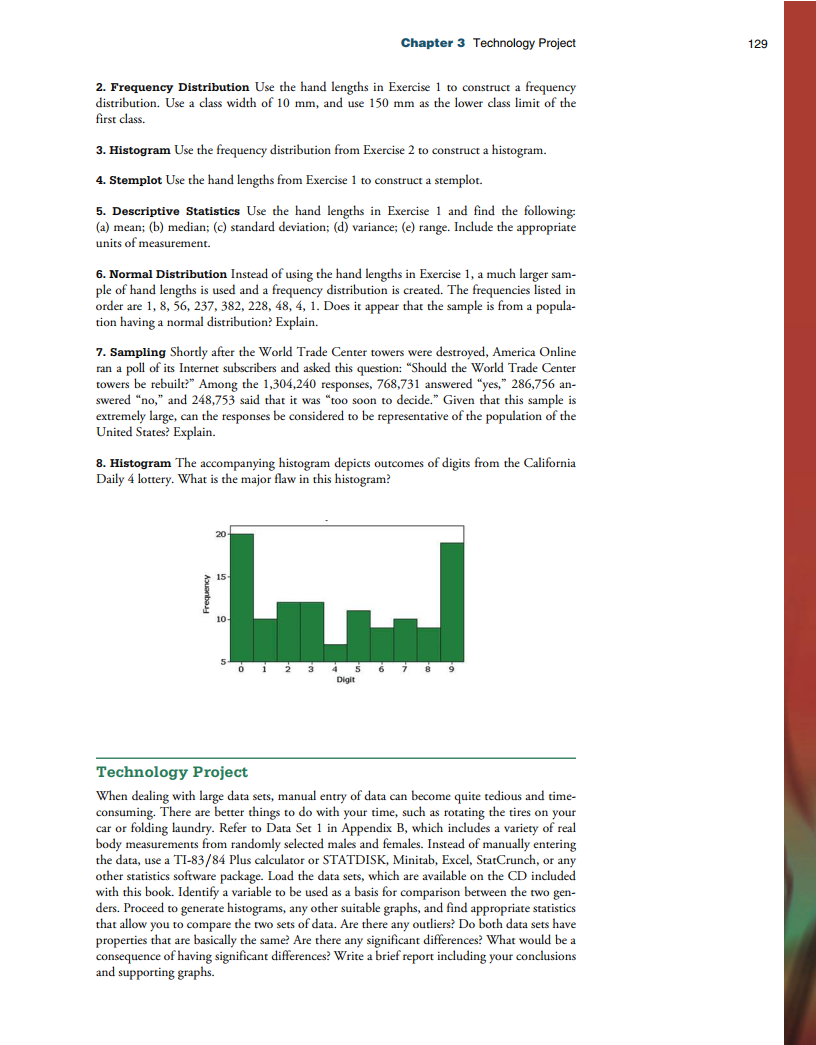 Chapter 3 Technology Project
129
2. Frequency Distribution Use the hand lengths in Exercise 1 to construct a frequency
distribution. Use a class width of 10 mm, and use 150 mm as the lower class limit of the
first class.
3. Histogram Use the frequency distribution from Exercise 2 to construct a histogram.
4. Stemplot Use the hand lengths from Exercise 1 to construct a stemplot.
5. Descriptive Statistics Use the hand lengths in Exercise 1 and find the following:
(a) mean; (b) median; (c) standard deviation; (d) variance; (e) range. Include the appropriate
units of measurement.
6. Normal Distribution Instead of using the hand lengths in Exercise 1, a much larger sam-
ple of hand lengths is used and a frequency distribution is created. The frequencies listed in
order are 1, 8, 56, 237, 382, 228, 48, 4, 1. Does it appear that the sample is from a popula-
tion having a normal distribution? Explain.
7. Sampling Shortly after the World Trade Center towers were destroyed, America Online
ran a poll of its Internet subscribers and asked this question: “Should the World Trade Center
towers be rebuilt?” Among the 1,304,240 responses, 768,731 answered “yes,” 286,756 an-
swered “no,” and 248,753 said that it was “too soon to decide.” Given that this sample is
extremely large, can the responses be considered to be representative of the population of the
United States? Explain.
8. Histogram The accompanying histogram depicts outcomes of digits from the California
Daily 4 lottery. What is the major flaw in this histogram?
20
15
10
5
Frequency
0 1 2 3 4 5 6 7 8 9
Digit
Technology Project
When dealing with large data sets, manual entry of data can become quite tedious and time-
consuming. There are better things to do with your time, such as rotating the tires on your
car or folding laundry. Refer to Data Set 1 in Appendix B, which includes a variety of real
body measurements from randomly selected males and females. Instead of manually entering
the data, use a TI-83/84 Plus calculator or STATDISK, Minitab, Excel, StatCrunch, or any
other statistics software package. Load the data sets, which are available on the CD included
with this book. Identify a variable to be used as a basis for comparison between the two gen-
ders. Proceed to generate histograms, any other suitable graphs, and find appropriate statistics
that allow you to compare the two sets of data. Are there any outliers? Do both data sets have
properties that are basically the same? Are there any significant differences? What would be a
consequence of having significant differences? Write a brief report including your conclusions
and supporting graphs.